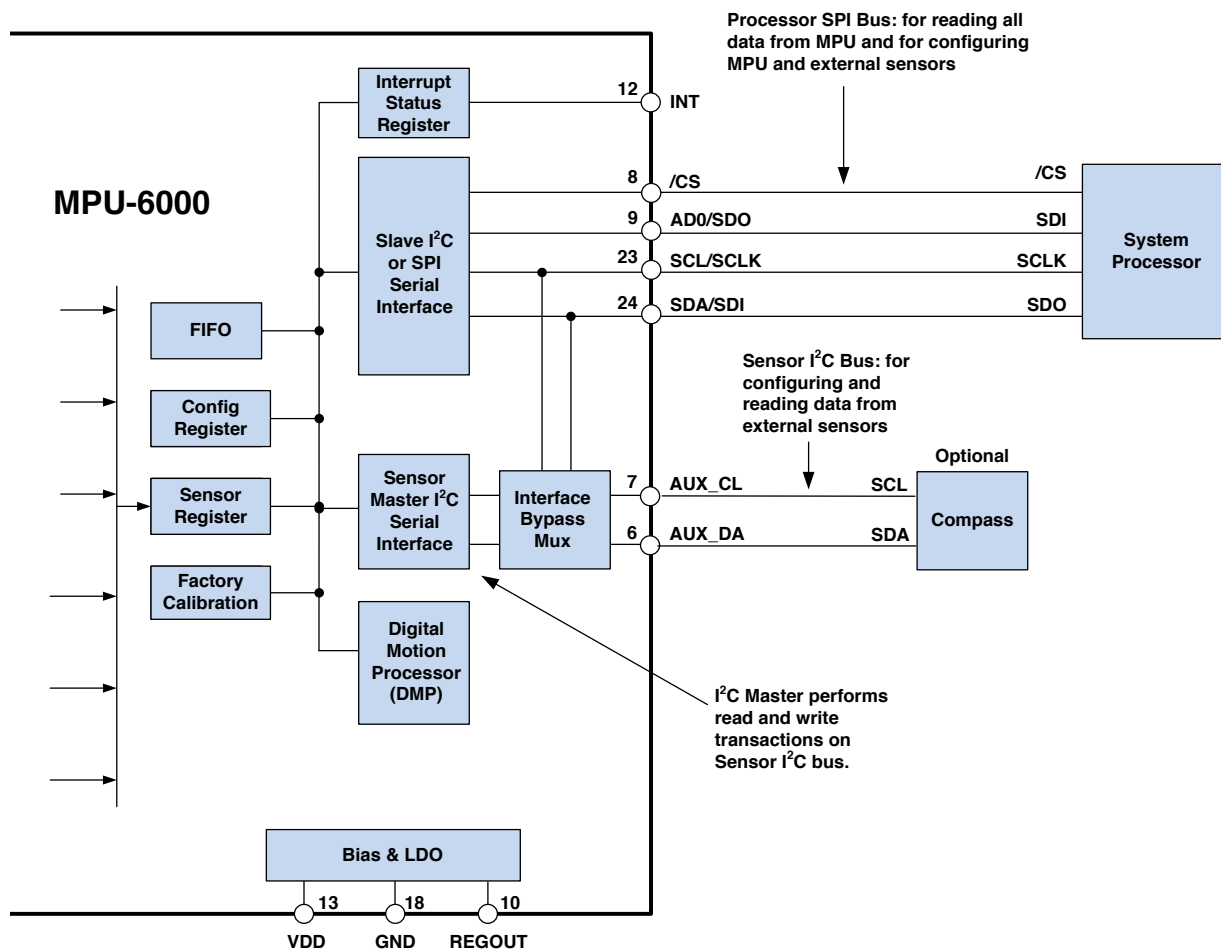 Processor SPI Bus: for reading all
data from MPU and for configuring
MPU and external sensors
MPU-6000
Interrupt
Status
Register
12
INT
Slave I²C
or SPI
Serial
Interface
8
/CS
/CS
9
AD0/SDO
SDI
23
SCL/SCLK
SCLK
24
SDA/SDI
SDO
System
Processor
FIFO
Config
Register
Sensor
Register
Factory
Calibration
Sensor I²C Bus: for
configuring and
reading data from
external sensors
Sensor
Master I²C
Serial
Interface
Interface
Bypass
Mux
7
AUX_CL
SCL
6
AUX_DA
SDA
Optional
Compass
Digital
Motion
Processor
(DMP)
I²C Master performs
read and write
transactions on
Sensor I²C bus.
Bias & LDO
13
18
10
VDD
GND
REGOUT